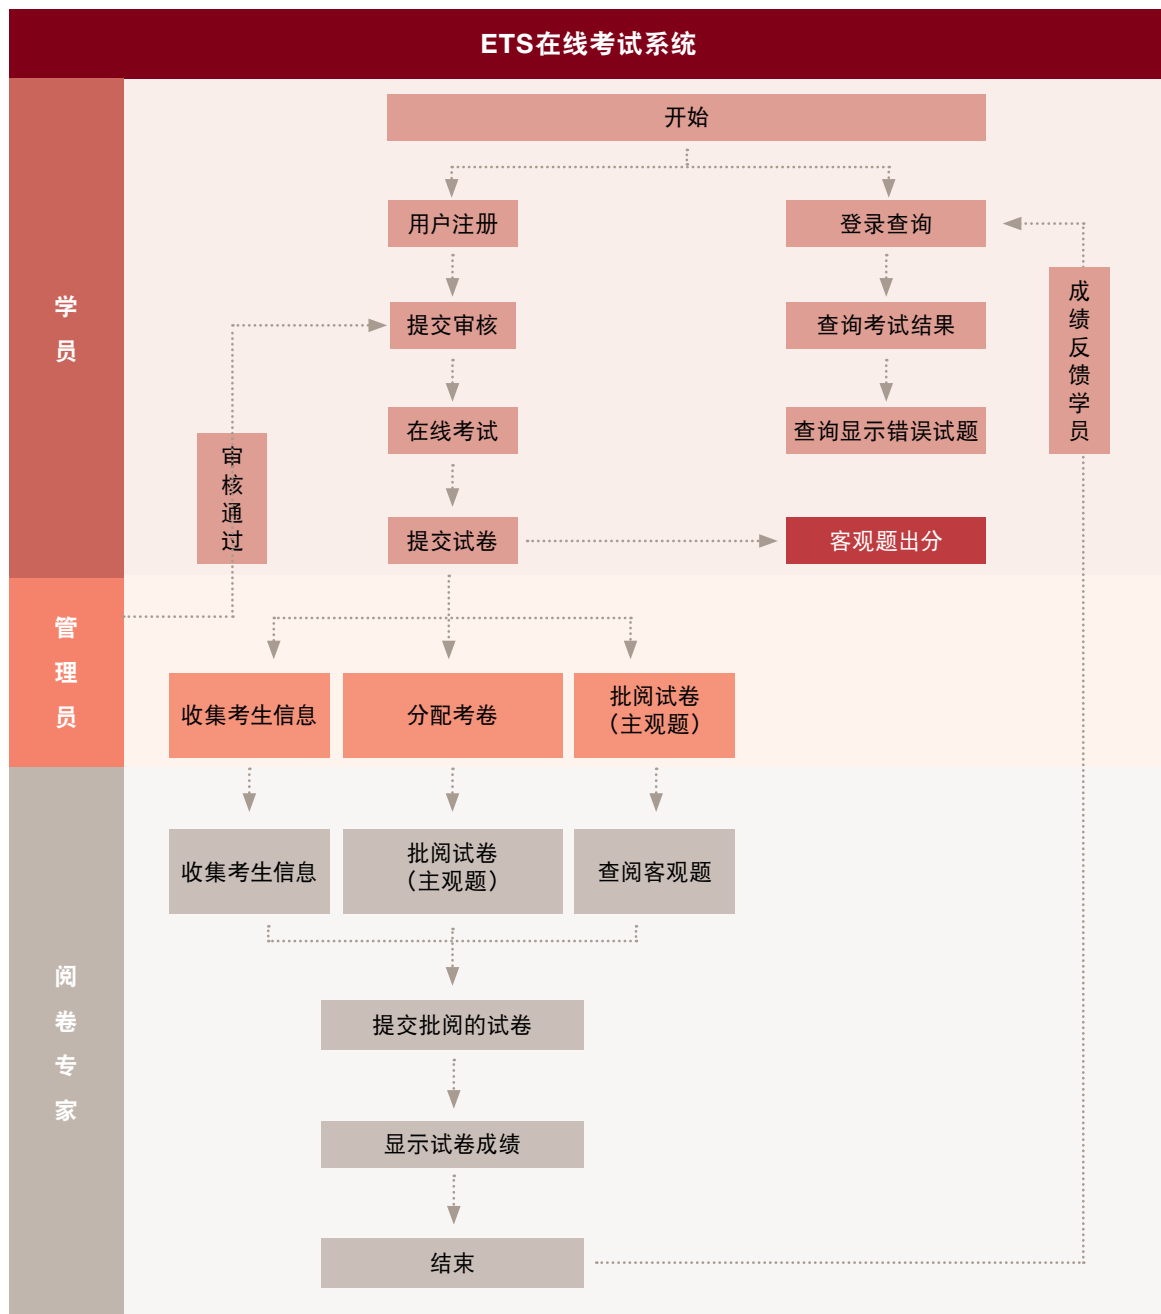 ETS在线考试系统
学员
开始
用户注册
登录查询
提交审核
查询考试结果
成绩反馈学员
在线考试
查询显示错误试题
审核通过
提交试卷
客观题出分
管理员
收集考生信息
分配考卷
批阅试卷
（主观题）
阅卷专家
收集考生信息
批阅试卷
（主观题）
查阅客观题
提交批阅的试卷
显示试卷成绩
结束